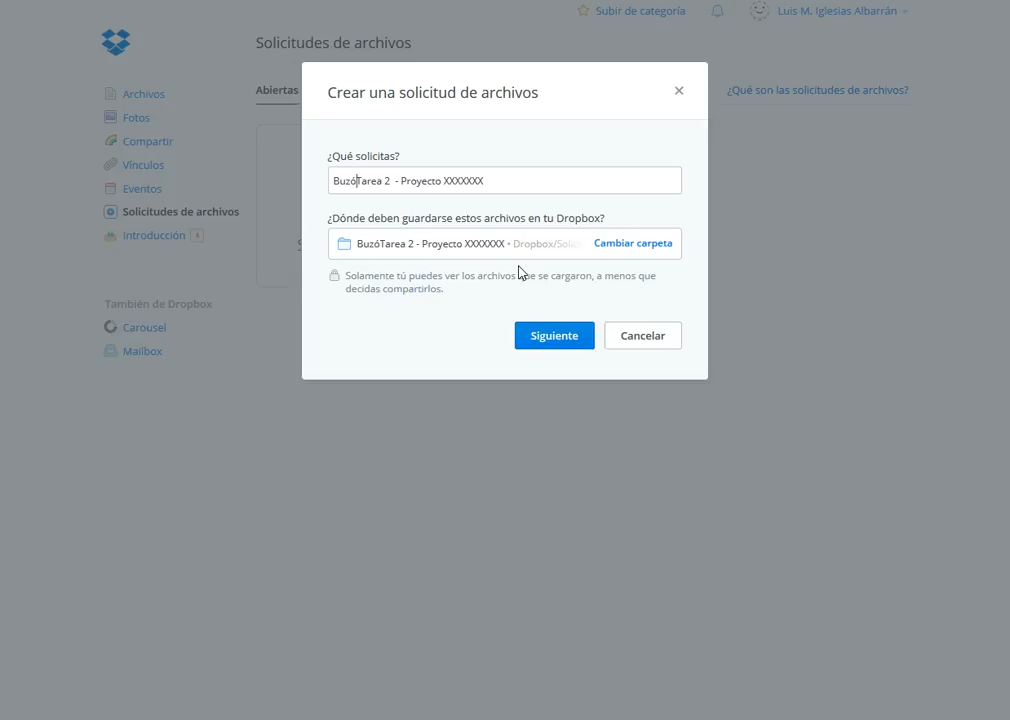 Subir de categoría
Luis M. Iglesias Albarrán
Solicitudes de archivos
Archivos
Fotos
Compartir
Vínculos
Eventos
Solicitudes de archivos
Introducción 4
También de Dropbox
Carousel
Mailbox
Abiertas
¿Qué son las solicitudes de archivos?
Crear una solicitud de archivos
¿Qué solicitas?
BuzóTarea 2 - Proyecto XXXXXXX
¿Dónde deben guardarse estos archivos en tu Dropbox?
BuzóTarea 2 - Proyecto XXXXXXX • Dropbox/Solic
Cambiar carpeta
Solamente tú puedes ver los archivos que se cargaron, a menos que
decidas compartirlos.
Siguiente
Cancelar